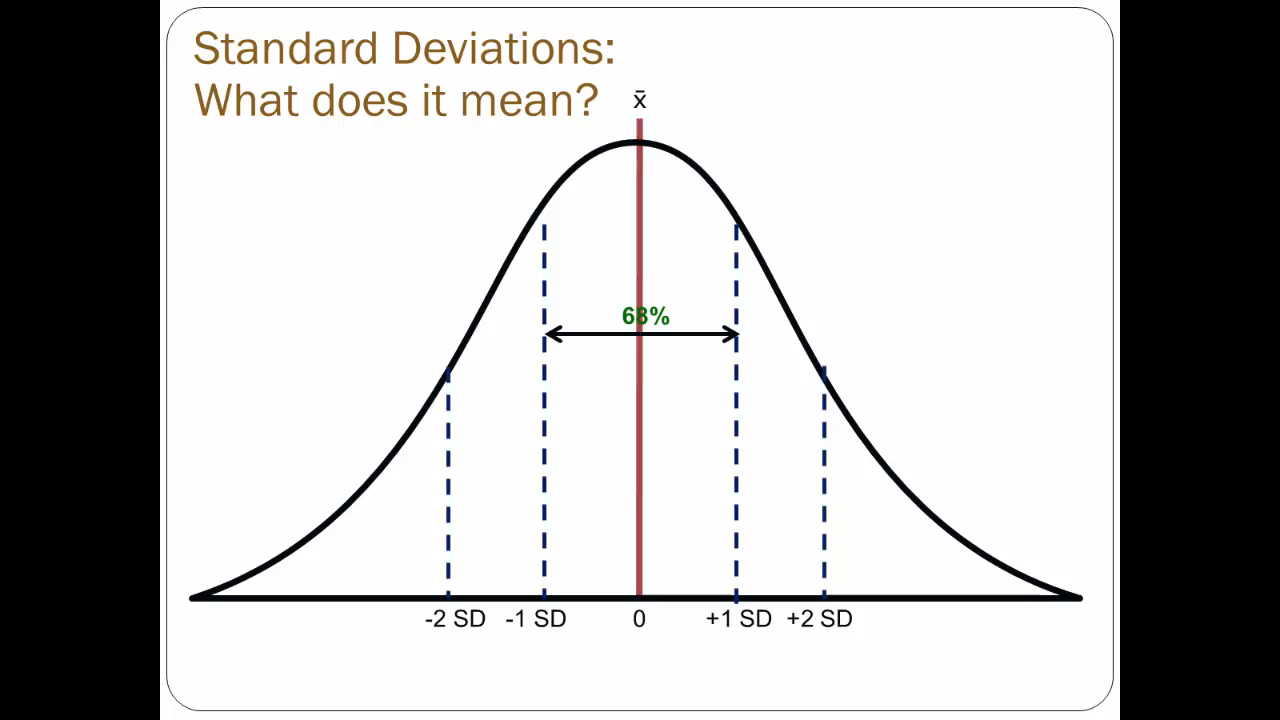 Standard Deviations:
What does it mean?
x̄
68%
-2 SD -1 SD 0 +1 SD +2 SD